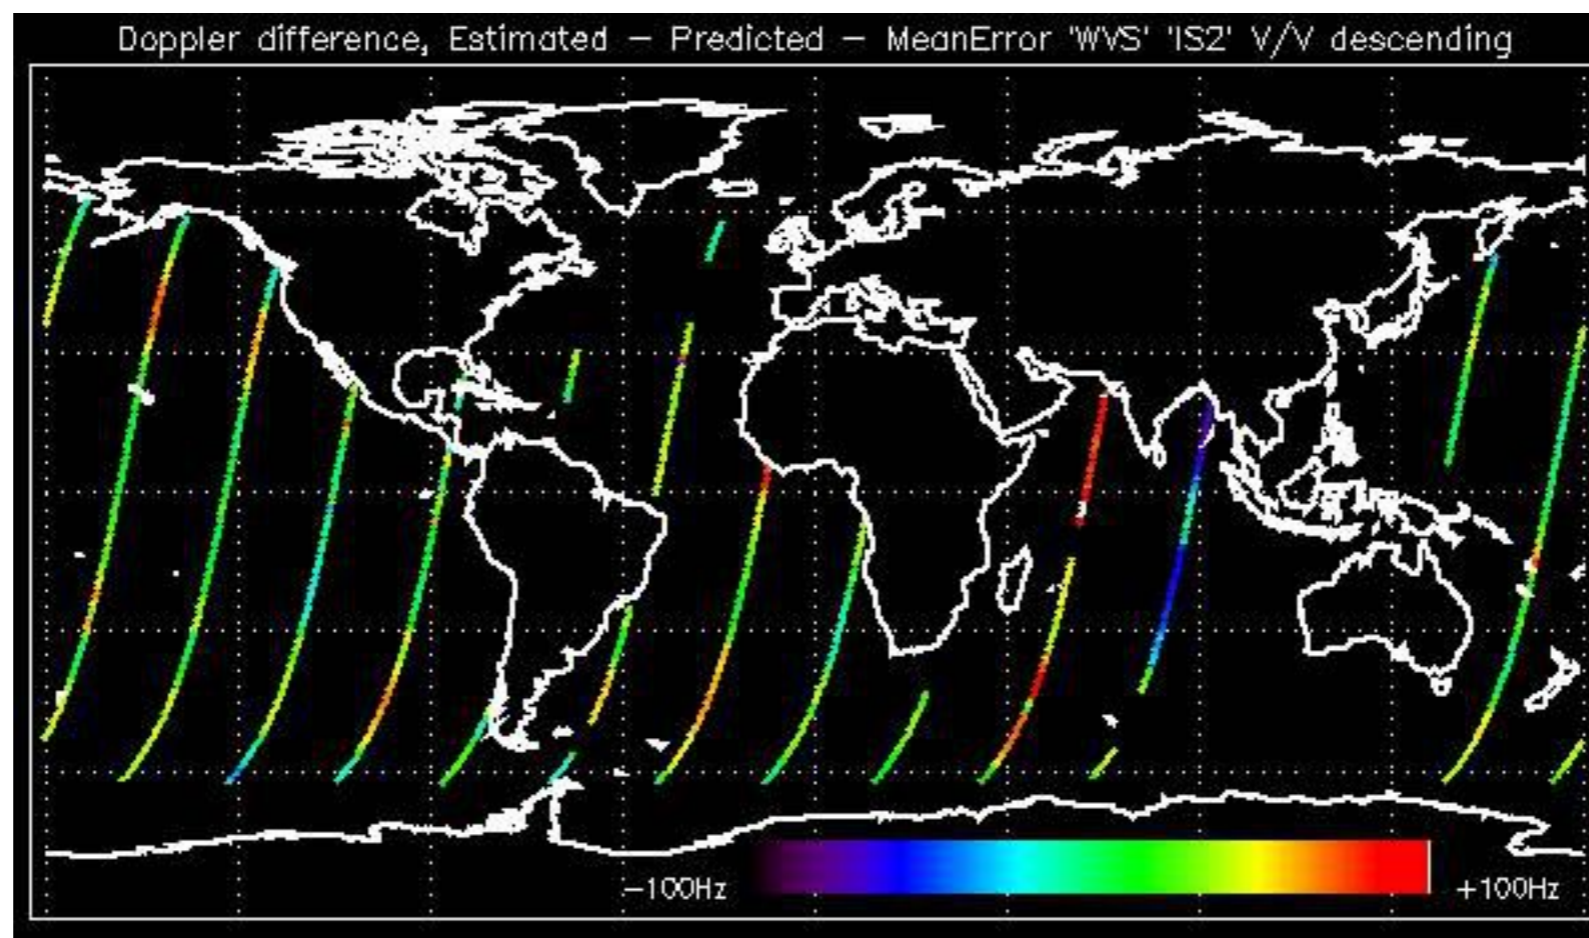 Doppler difference, Estimated – Predicted – MeanError 'WVS' 'IS2' V/V descending
–100Hz +100Hz